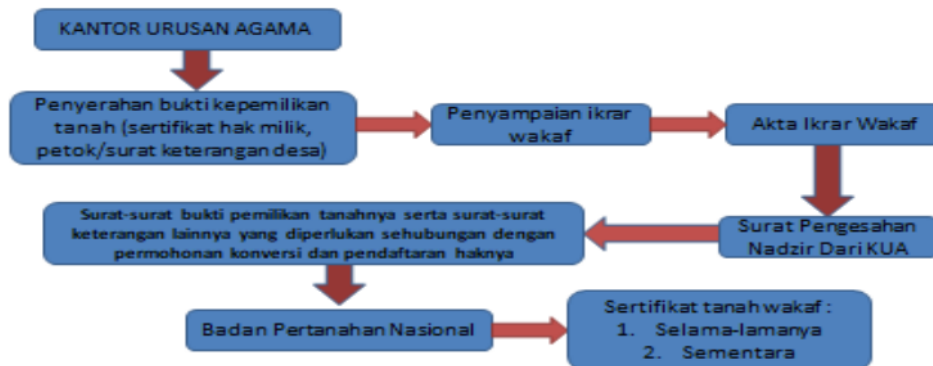 KANTOR URUSAN AGAMA
Penyerahan bukti kepemilikan
tanah (sertifikat hak milik,
petok/surat keterangan desa)
Penyampaian ikrar
wakaf
Akta Ikrar Wakaf
Surat Pengesahan
Nadzir Dari KUA
Surat-surat bukti pemilikan tanahnya serta surat-surat
keterangan lainnya yang diperlukan sehubungan dengan
permohonan konversi dan pendaftaran haknya
Badan Pertanahan Nasional
Sertifikat tanah wakaf :
1. Selama-lamanya
2. Sementara